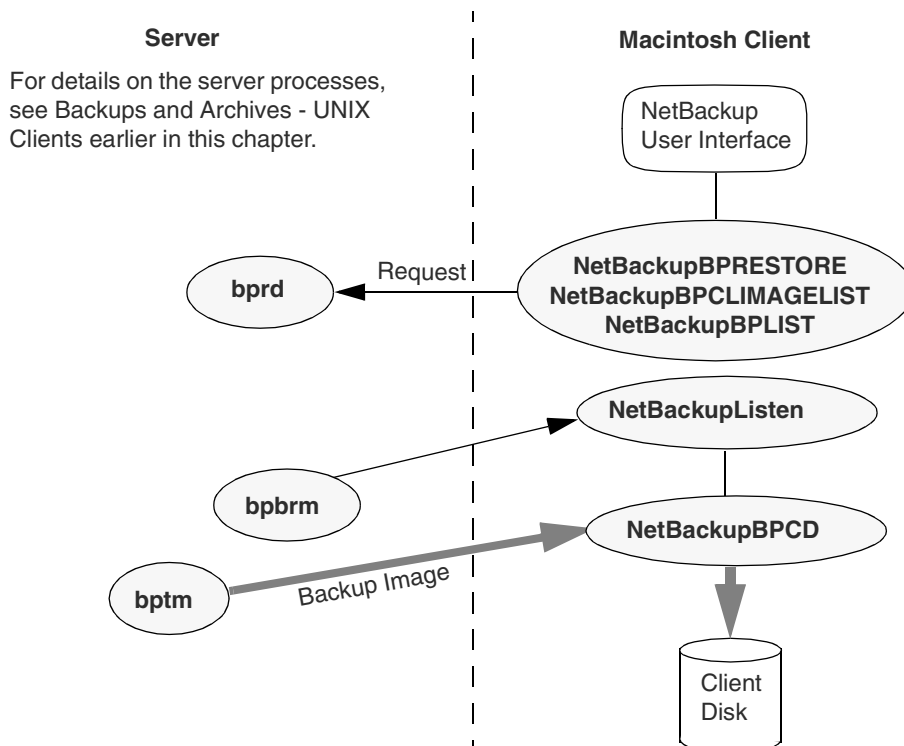 Server
For details on the server processes,
see Backups and Archives - UNIX
Clients earlier in this chapter.
Macintosh Client
NetBackup
User Interface
Request
bprd
NetBackupBPRESTORE
NetBackupBPCLIMAGELIST
NetBackupBPLIST
NetBackupListen
bpbrm
NetBackupBPCD
Backup Image
bptm
Client
Disk